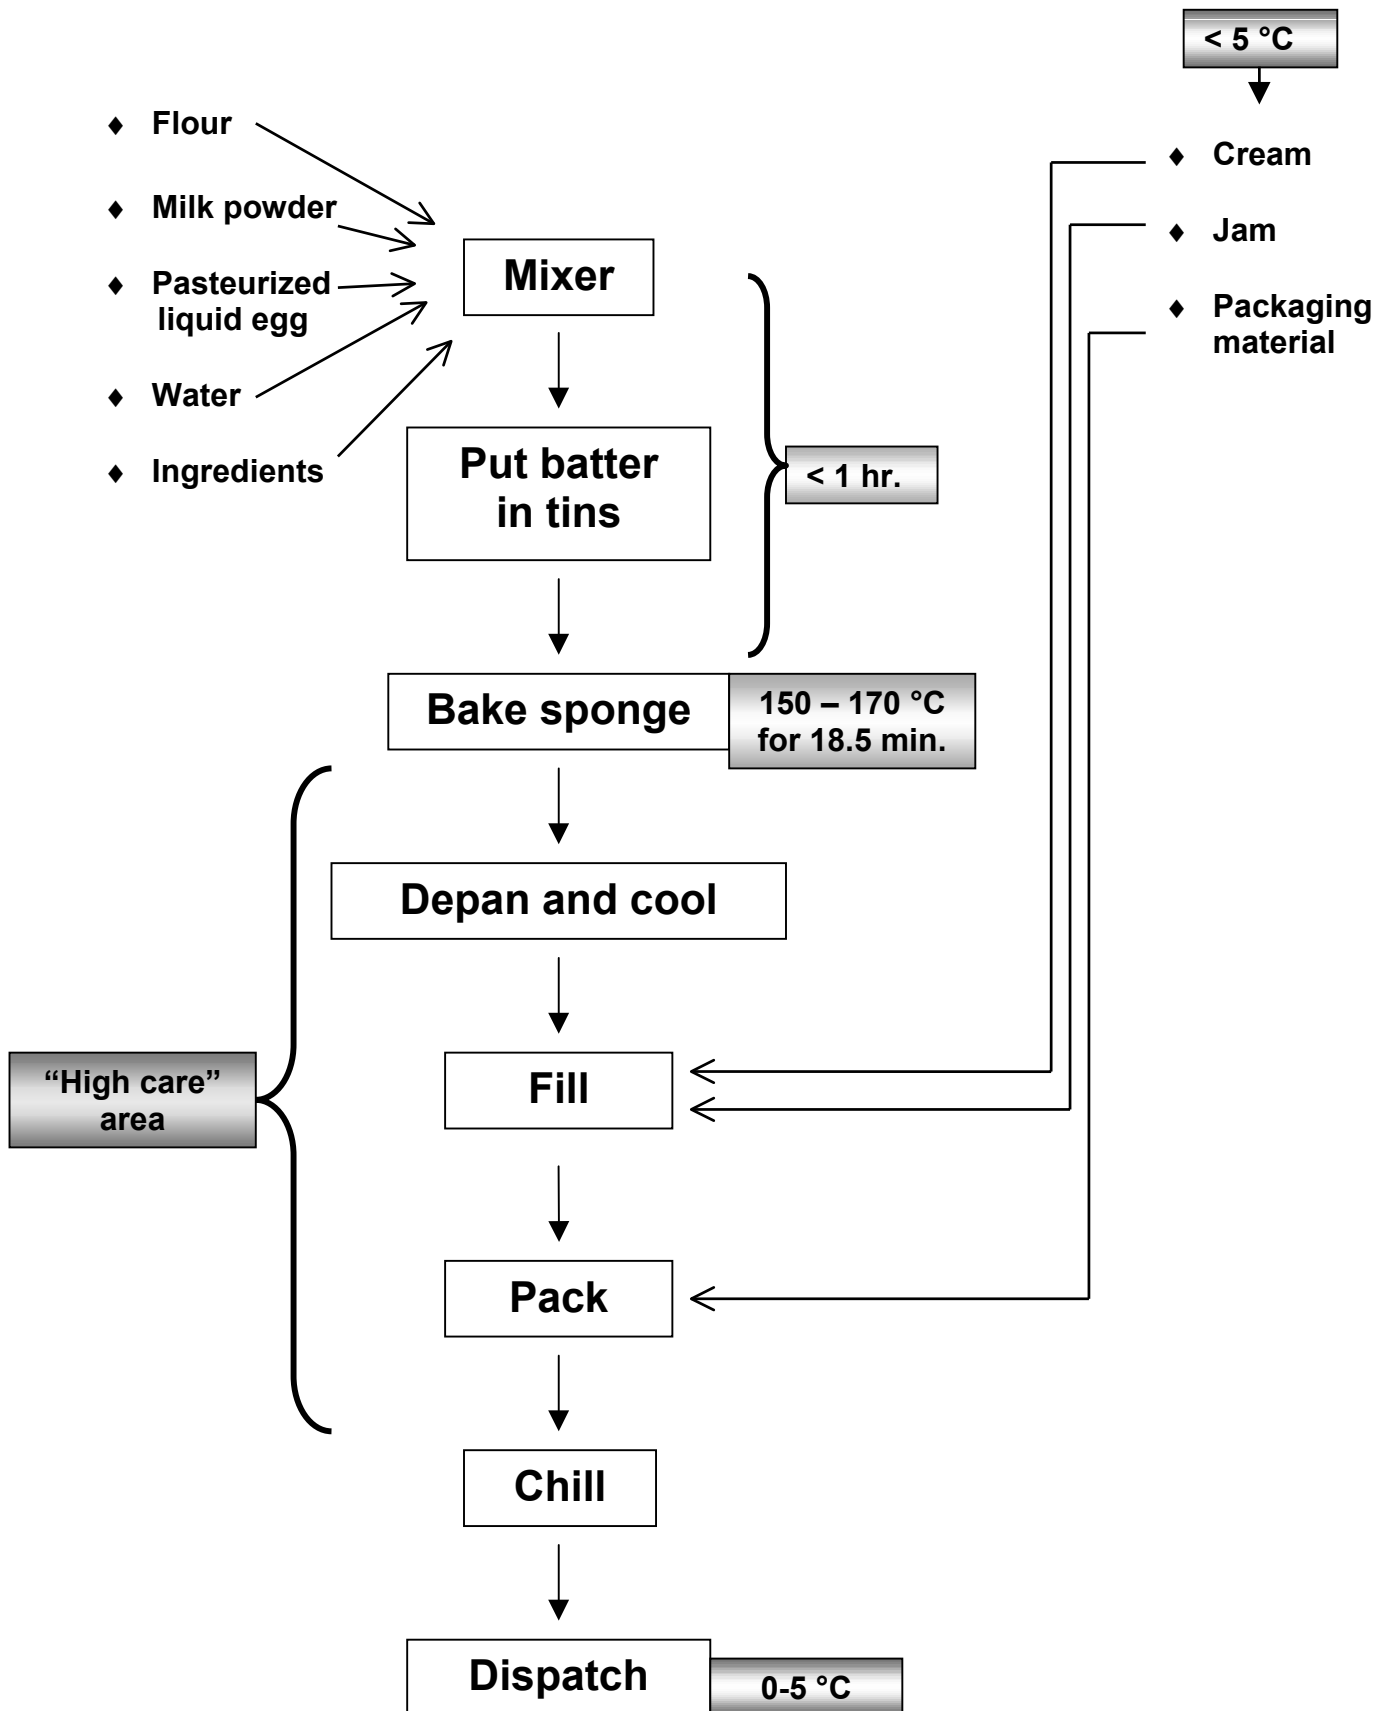 < 5 °C
♦ Flour
♦ Milk powder
♦ Pasteurized
liquid egg
♦ Water
♦ Ingredients
♦ Cream
♦ Jam
♦ Packaging
material
Mixer
Put batter
in tins
< 1 hr.
Bake sponge
150 – 170 °C
for 18.5 min.
Depan and cool
“High care”
area
Fill
Pack
Chill
Dispatch
0-5 °C